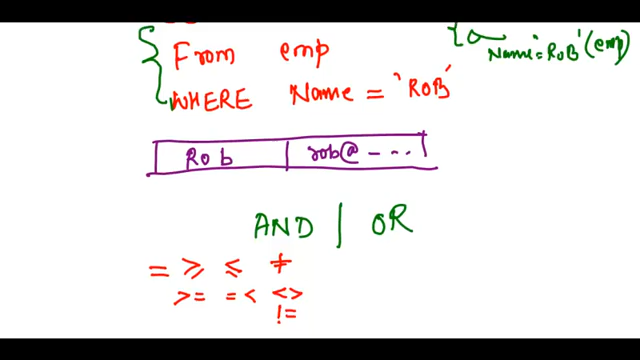 From emp
Name='ROB' (emp)
WHERE Name = 'ROB'
Rob rob@ - ...
AND | OR
= ≥ ≤ ≠
>= =< <>
!=